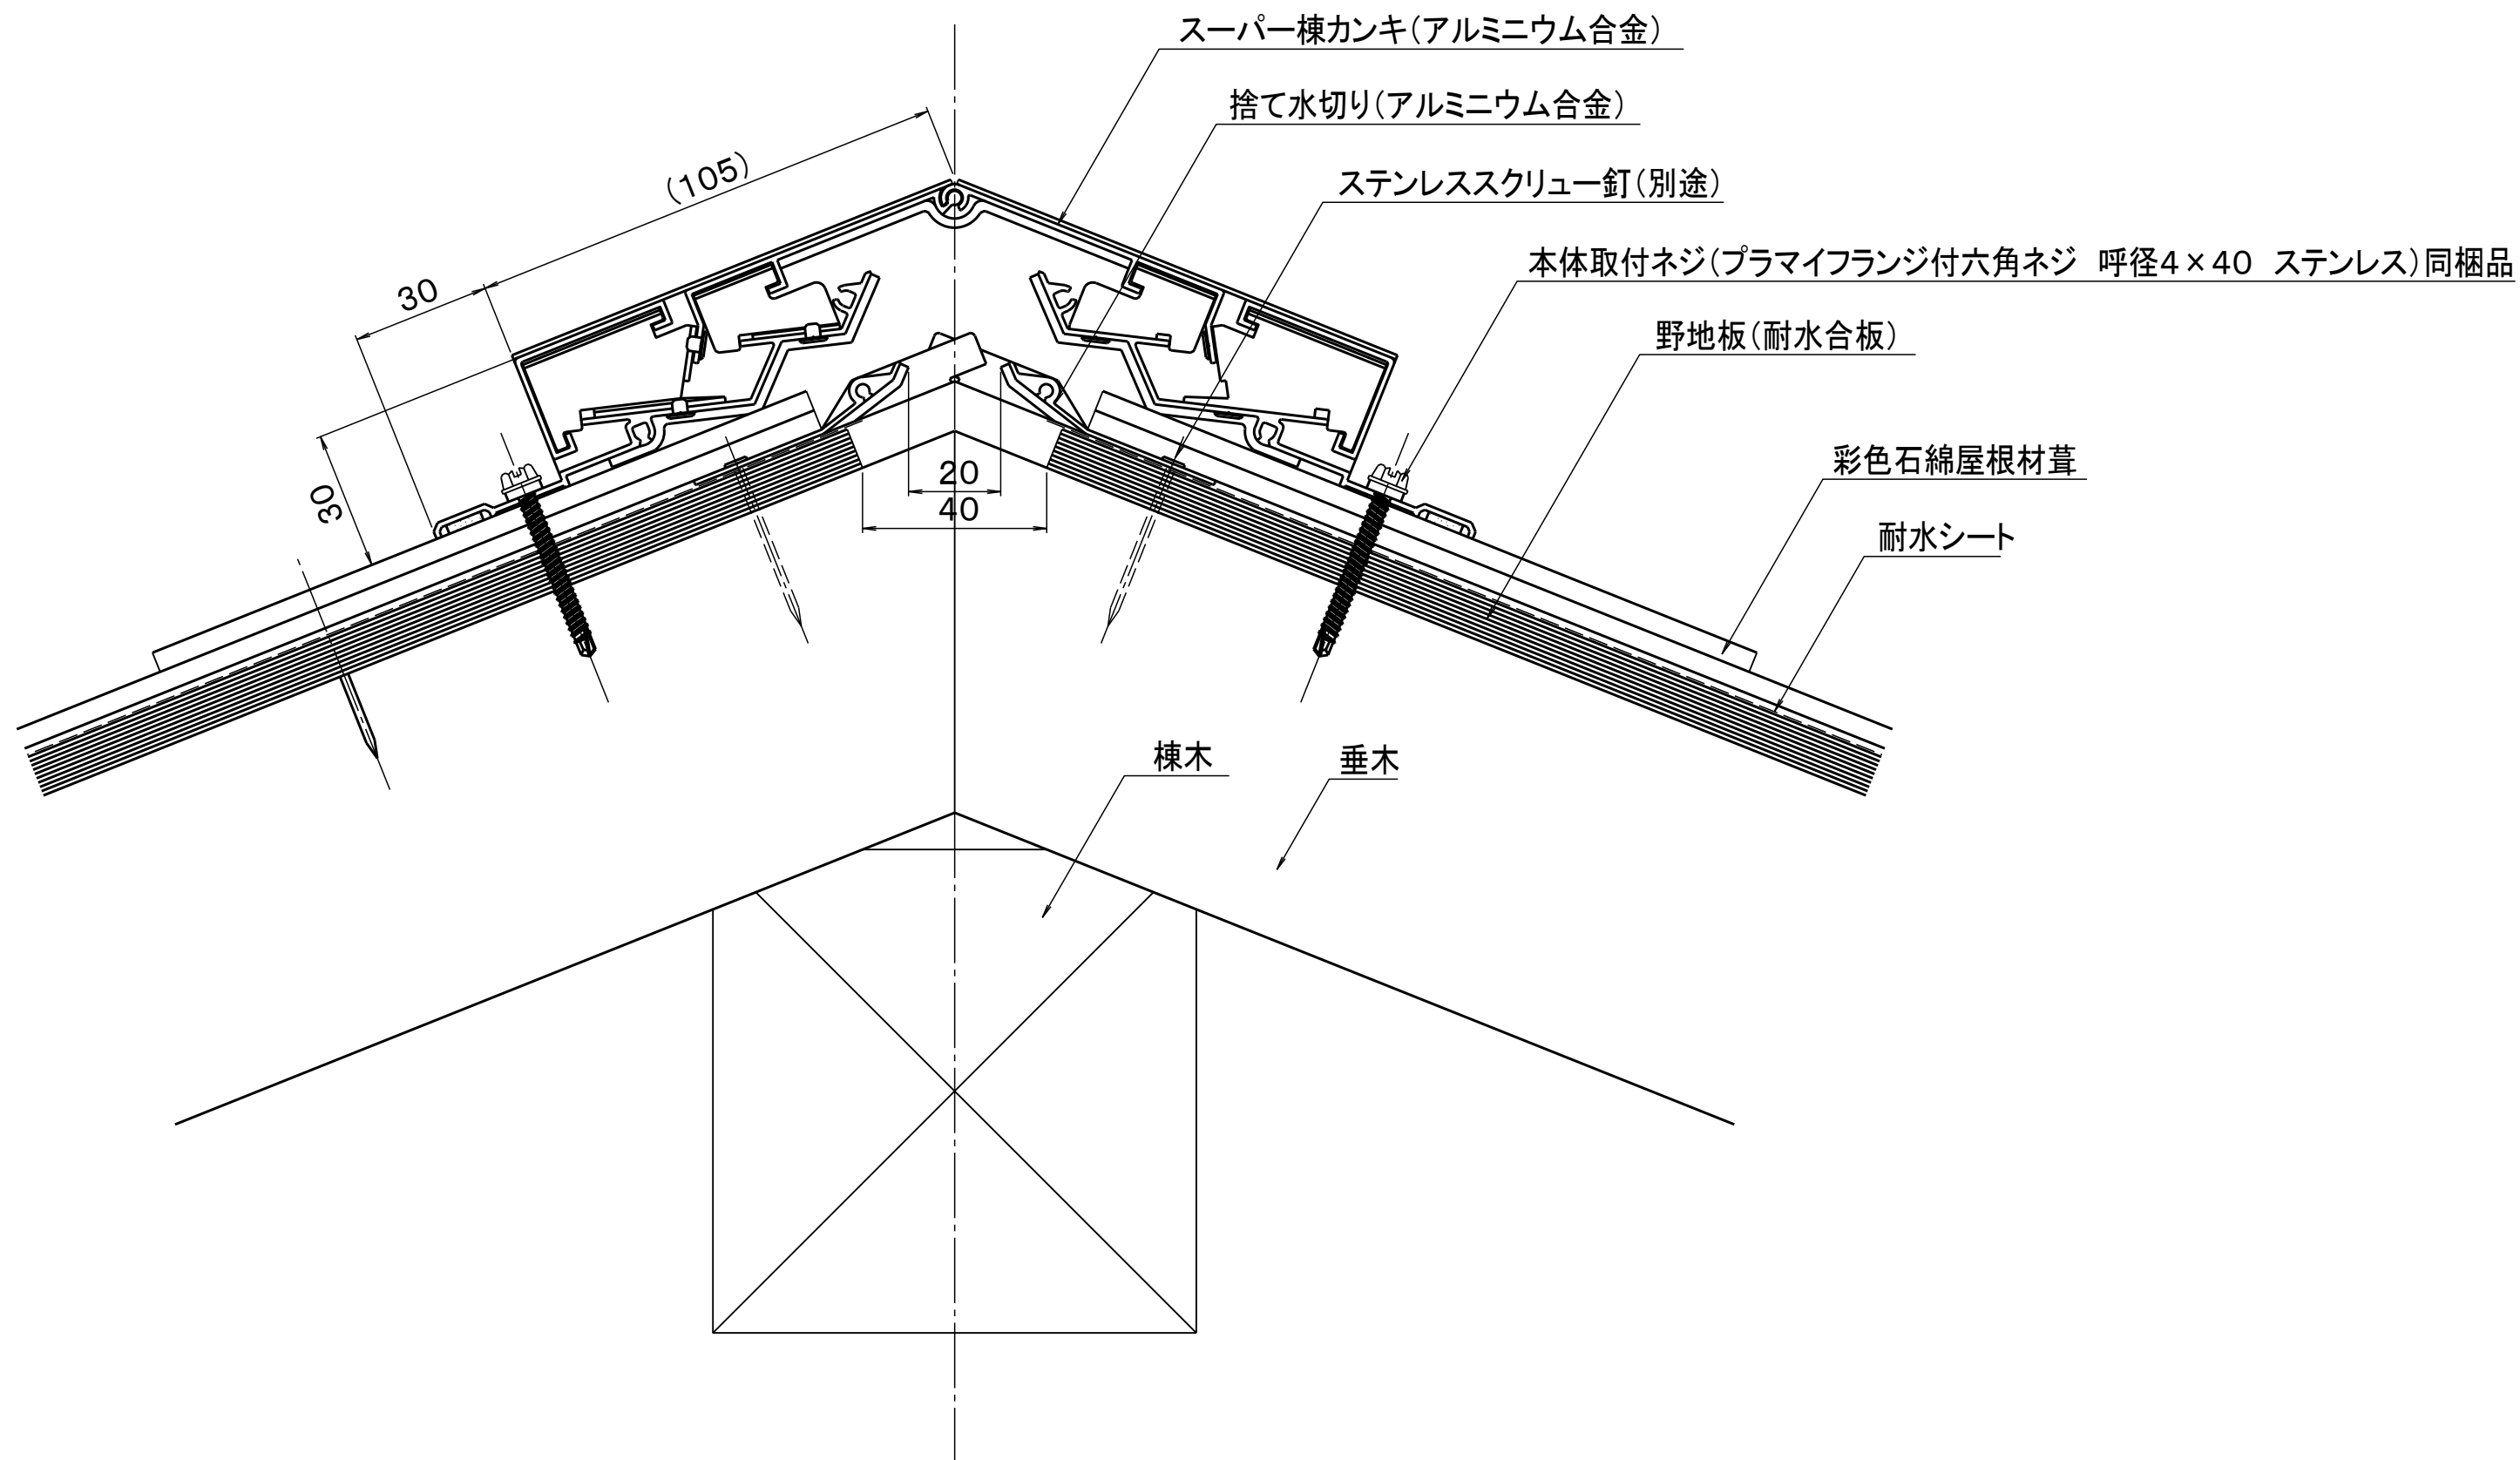 スーパー棟カンキ(アルミニウム合金)
捨て水切り(アルミニウム合金)
(105)
ステンレススクリュー釘(別途)
本体取付ネジ(プラマイフランジ付六角ネジ　呼径4×40　ステンレス)同梱品
30
野地板(耐水合板)
彩色石綿屋根材葺
20
30
40
耐水シート
棟木
垂木